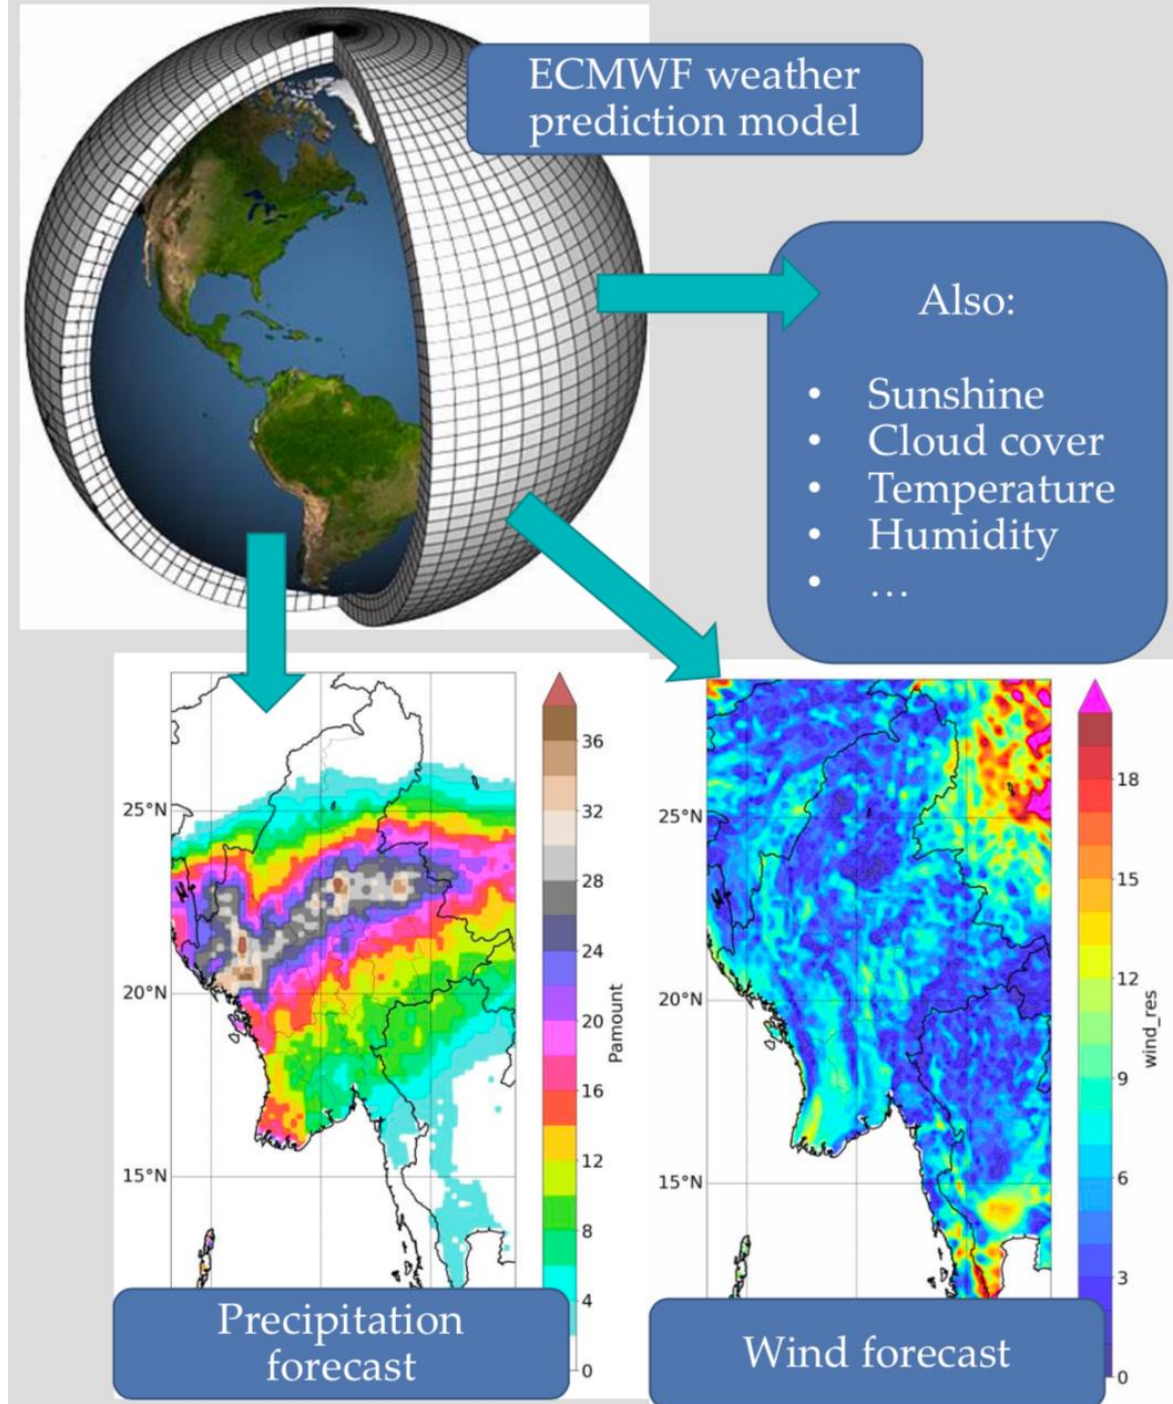 ECMWF weather
prediction model
Also:
• Sunshine
• Cloud cover
• Temperature
• Humidity
• …
25°N
20°N
15°N
36
32
28
24
20
16
12
8
4
0
Pamount
25°N
20°N
15°N
18
15
12
9
6
3
0
wind_res
Precipitation
forecast
Wind forecast